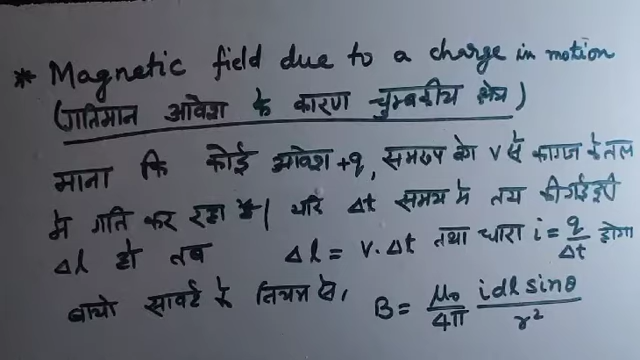 * Magnetic field due to a charge in motion
(गतिमान आवेश के कारण चुम्बकीय क्षेत्र)
माना कि कोई आवेश +q, समरूप वेग v से कागज के तल
मे गति कर रहा है। यदि Δt समय मे तय की गई दूरी
Δl हो तब Δl = v.Δt तथा धारा i = q/Δt होगा
बायो सावर्ट के नियम से, B = μ₀/4π idl sinθ/r²